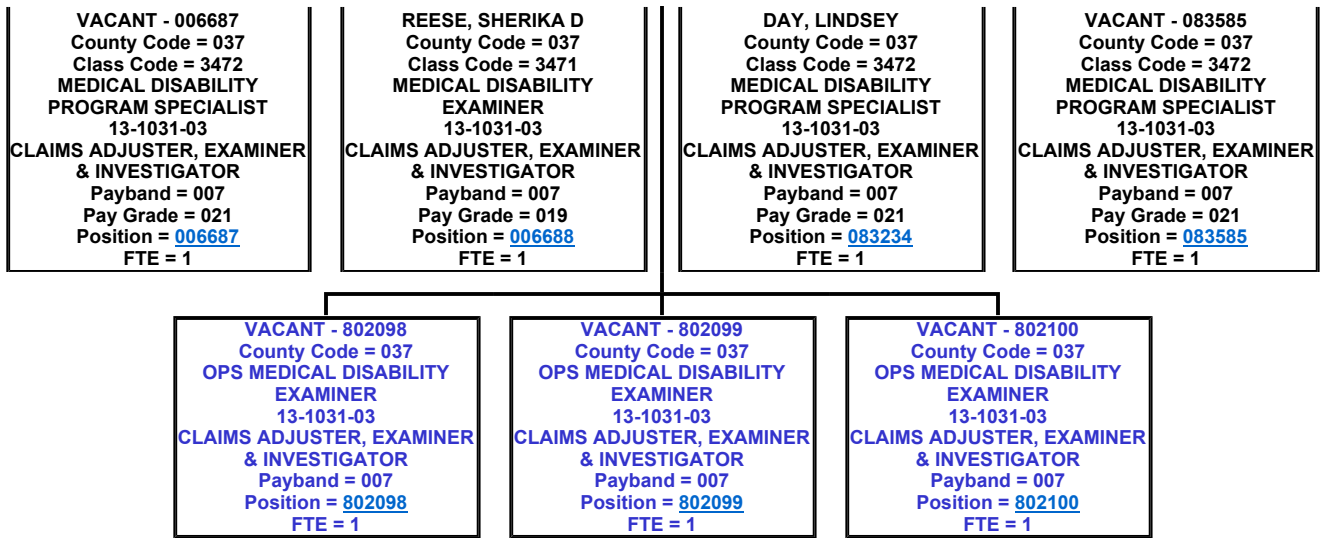 VACANT - 006687
County Code = 037
Class Code = 3472
MEDICAL DISABILITY
PROGRAM SPECIALIST
13-1031-03
CLAIMS ADJUSTER, EXAMINER
& INVESTIGATOR
Payband = 007
Pay Grade = 021
Position = 006687
FTE = 1
REESE, SHERIKA D
County Code = 037
Class Code = 3471
MEDICAL DISABILITY
EXAMINER
13-1031-03
CLAIMS ADJUSTER, EXAMINER
& INVESTIGATOR
Payband = 007
Pay Grade = 019
Position = 006688
FTE = 1
DAY, LINDSEY
County Code = 037
Class Code = 3472
MEDICAL DISABILITY
PROGRAM SPECIALIST
13-1031-03
CLAIMS ADJUSTER, EXAMINER
& INVESTIGATOR
Payband = 007
Pay Grade = 021
Position = 083234
FTE = 1
VACANT - 083585
County Code = 037
Class Code = 3472
MEDICAL DISABILITY
PROGRAM SPECIALIST
13-1031-03
CLAIMS ADJUSTER, EXAMINER
& INVESTIGATOR
Payband = 007
Pay Grade = 021
Position = 083585
FTE = 1
VACANT - 802098
County Code = 037
OPS MEDICAL DISABILITY
EXAMINER
13-1031-03
CLAIMS ADJUSTER, EXAMINER
& INVESTIGATOR
Payband = 007
Position = 802098
FTE = 1
VACANT - 802099
County Code = 037
OPS MEDICAL DISABILITY
EXAMINER
13-1031-03
CLAIMS ADJUSTER, EXAMINER
& INVESTIGATOR
Payband = 007
Position = 802099
FTE = 1
VACANT - 802100
County Code = 037
OPS MEDICAL DISABILITY
EXAMINER
13-1031-03
CLAIMS ADJUSTER, EXAMINER
& INVESTIGATOR
Payband = 007
Position = 802100
FTE = 1